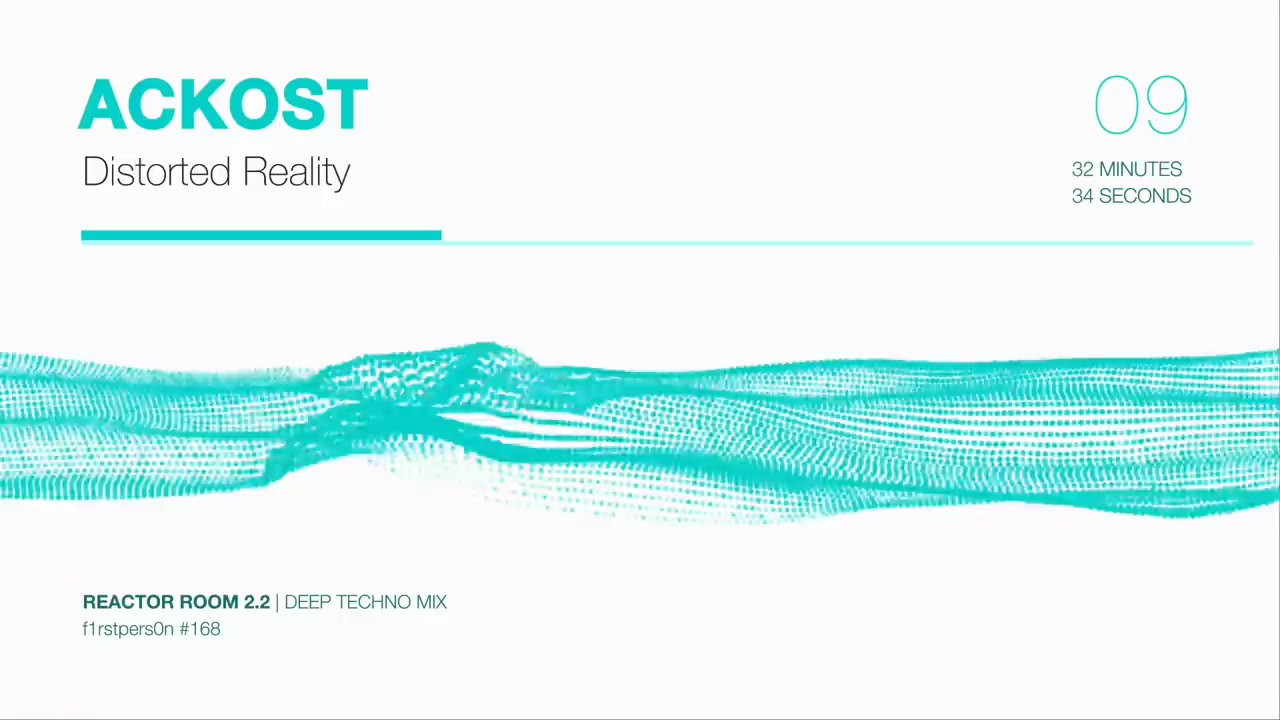 ACKOST
Distorted Reality
09
32 MINUTES
34 SECONDS
REACTOR ROOM 2.2 | DEEP TECHNO MIX
f1rstpers0n #168